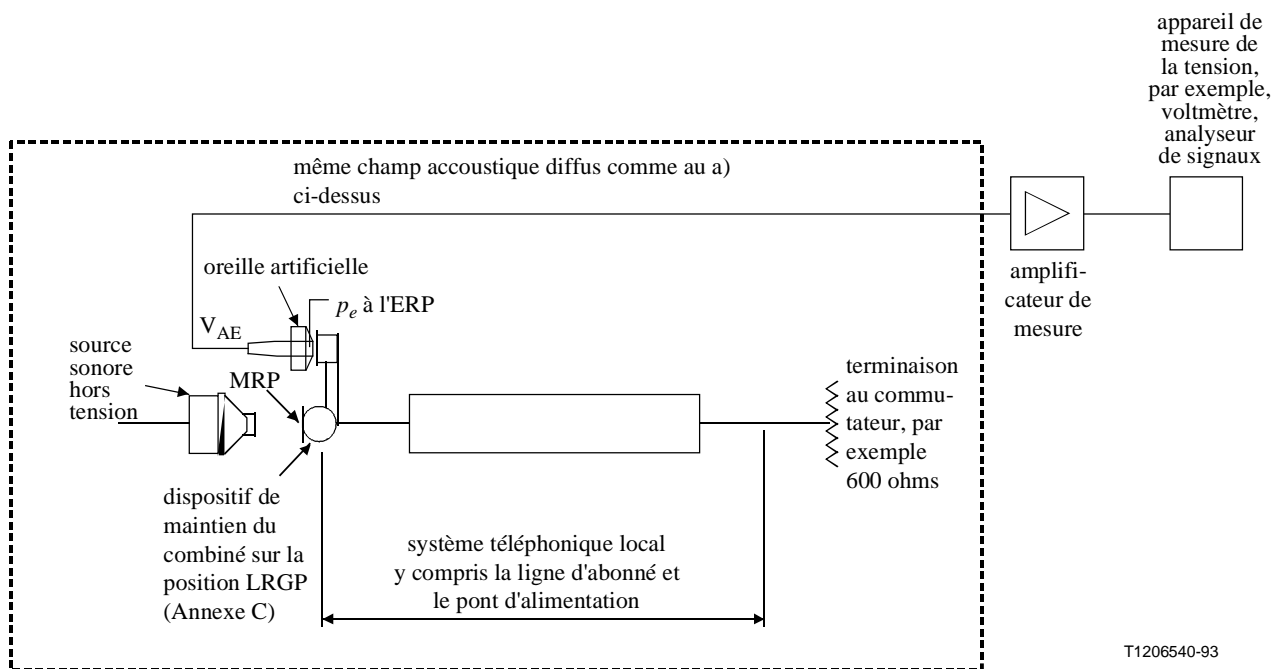 appareil de
mesure de
la tension,
par exemple,
voltmètre,
analyseur
de signaux
même champ accoustique diffus comme au a)
ci-dessus
oreille artificielle
pe à l'ERP
VAE
source
sonore
hors
tension
MRP
amplifi-
cateur de
mesure
terminaison
au commu-
tateur, par
exemple
600 ohms
dispositif de
maintien du
combiné sur la
position LRGP
(Annexe C)
système téléphonique local
y compris la ligne d'abonné et
le pont d'alimentation
T1206540-93